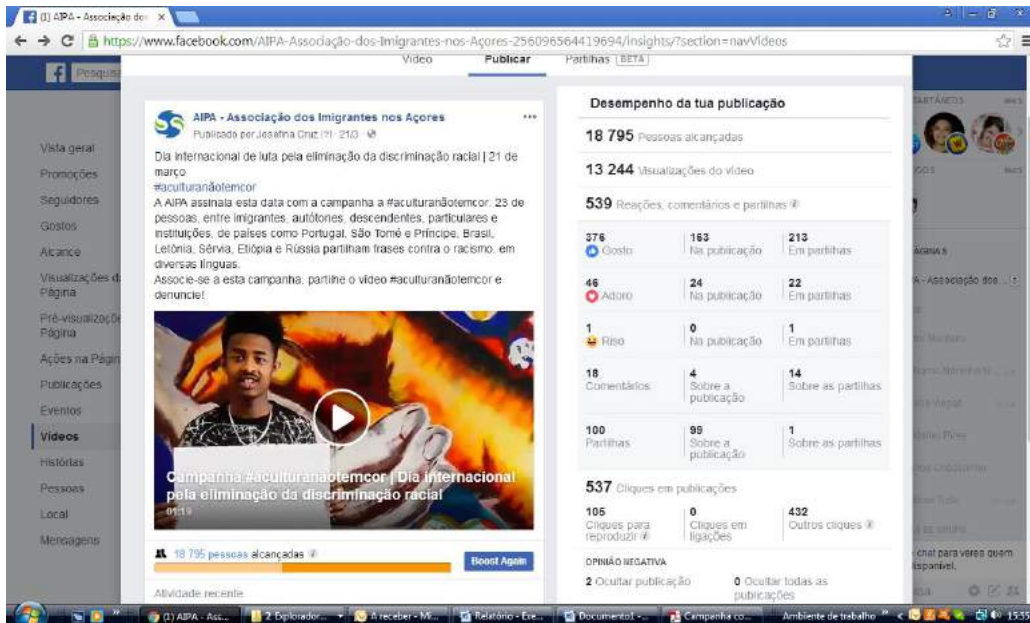 (1) AIPA - Associação dos
https://www.facebook.com/AIPA-Associação-dos-Imigrantes-nos-Açores-256096564419694/insights/?section=navVideos
Pesquisa
Vídeo Publicar Partilhas BETA
Vista geral
Promoções
Seguidores
Gostos
Alcance
Visualizações da
Página
Pré-visualizaçõe
Página
Ações na Págin
Publicações
Eventos
Vídeos
Histórias
Pessoas
Local
Mensagens
AIPA - Associação dos Imigrantes nos Açores
Publicado por Josefina Cruz [?] · 21/3 ·
Dia internacional de luta pela eliminação da discriminação racial | 21 de
março
#aculturanãotemcor
A AIPA assinala esta data com a campanha a #aculturanãotemcor. 23 de
pessoas, entre imigrantes, autótones, descendentes, particulares e
instituições, de países como Portugal, São Tomé e Príncipe, Brasil,
Letónia, Sérvia, Etiópia e Rússia partilham frases contra o racismo, em
diversas línguas.
Associe-se a esta campanha, partilhe o vídeo #aculturanãotemcor e
denuncie!
Campanha #aculturanaotemcor | Dia internacional
pela eliminação da discriminação racial
01:19
18 795 pessoas alcançadas
Boost Again
Atividade recente
Desempenho da tua publicação
18 795 Pessoas alcançadas
13 244 Visualizações do vídeo
539 Reações, comentários e partilhas
376 163 213
Gosto Na publicação Em partilhas
46 24 22
Adoro Na publicação Em partilhas
1 0 1
Riso Na publicação Em partilhas
18 4 14
Comentários Sobre a publicação Sobre as partilhas
100 99 1
Partilhas Sobre a publicação Sobre as partilhas
537 Cliques em publicações
105 0 432
Cliques para reproduzir Cliques em ligações Outros cliques
OPINIÃO NEGATIVA
2 Ocultar publicação 0 Ocultar todas as publicações
A - Associação dos ...
chat para veres quem
disponível.
(1) AIPA - Ass... 2 Explorador... A receber - Mi... Relatório - Exe... Documento1 -... Campanha co... Ambiente de trabalho 15:55